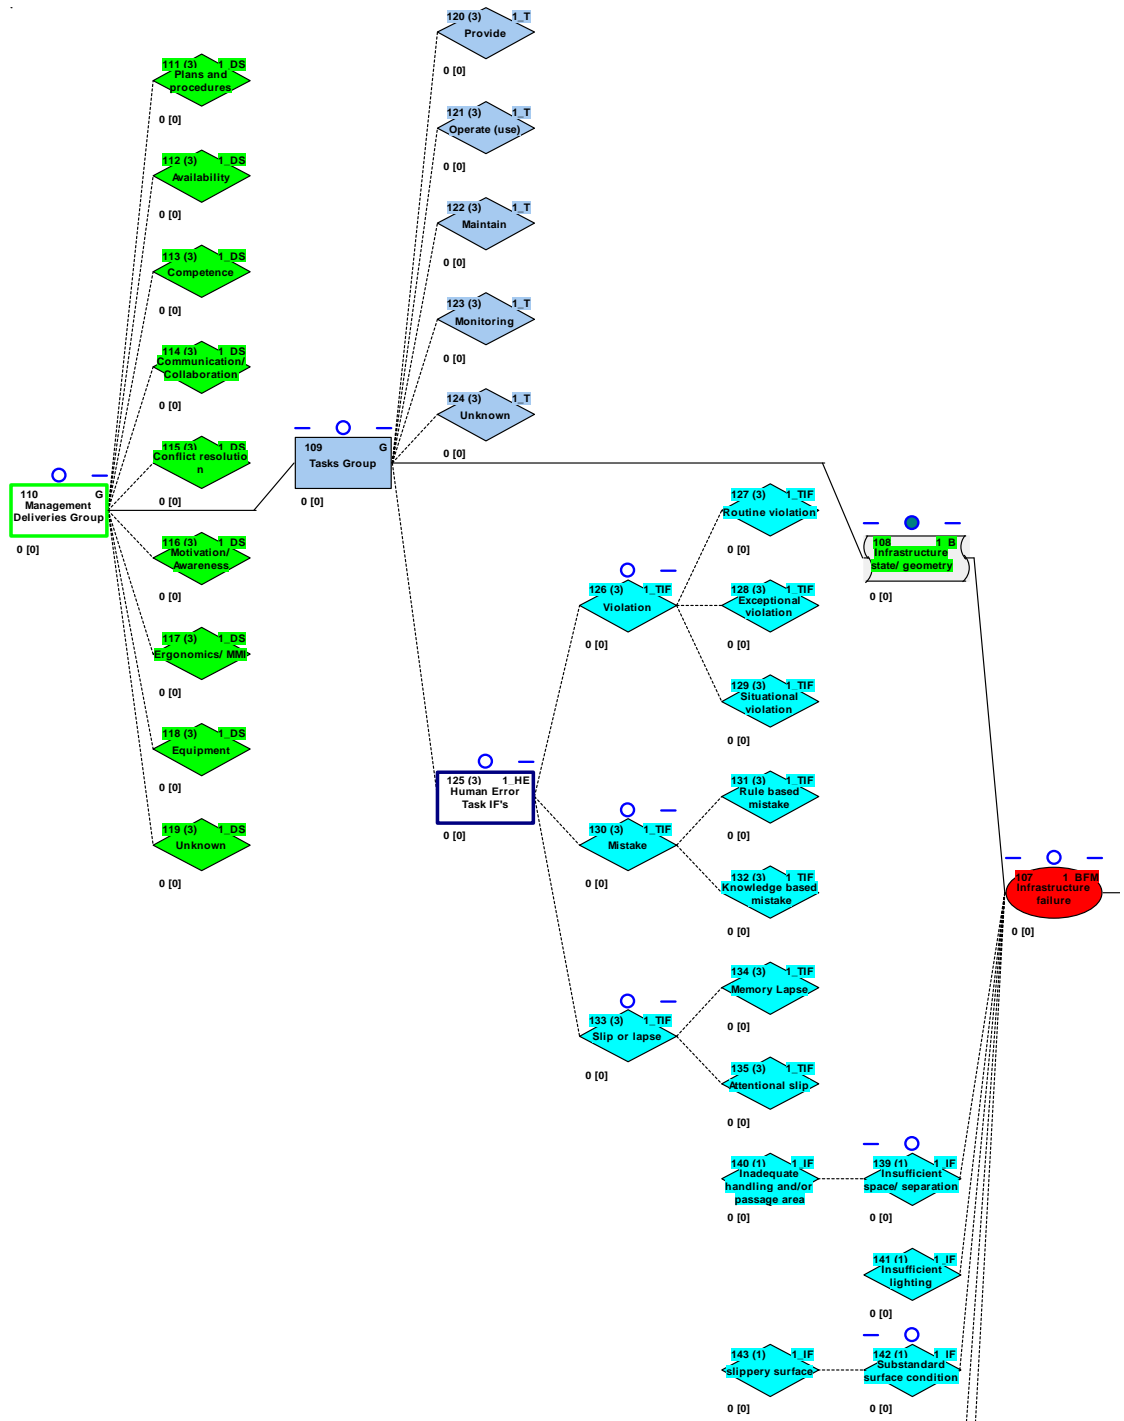 120 (3) 1_T
Provide
0 [0]
111 (3) 1_DS
Plans and
procedures
0 [0]
121 (3) 1_T
Operate (use)
0 [0]
112 (3) 1_DS
Availability
0 [0]
122 (3) 1_T
Maintain
0 [0]
113 (3) 1_DS
Competence
0 [0]
123 (3) 1_T
Monitoring
0 [0]
114 (3) 1_DS
Communication/
Collaboration
0 [0]
124 (3) 1_T
Unknown
0 [0]
109 G
Tasks Group
0 [0]
115 (3) 1_DS
Conflict resolutio
n
0 [0]
110 G
Management
Deliveries Group
0 [0]
127 (3) 1_TIF
Routine violation
0 [0]
116 (3) 1_DS
Motivation/
Awareness
0 [0]
108 1_B
Infrastructure
state/ geometry
0 [0]
126 (3) 1_TIF
Violation
0 [0]
128 (3) 1_TIF
Exceptional
violation
0 [0]
117 (3) 1_DS
Ergonomics/ MMI
0 [0]
129 (3) 1_TIF
Situational
violation
0 [0]
118 (3) 1_DS
Equipment
0 [0]
125 (3) 1_HE
Human Error
Task IF's
0 [0]
131 (3) 1_TIF
Rule based
mistake
0 [0]
119 (3) 1_DS
Unknown
0 [0]
130 (3) 1_TIF
Mistake
0 [0]
132 (3) 1_TIF
Knowledge based
mistake
0 [0]
107 1_BFM
Infrastructure
failure
0 [0]
134 (3) 1_TIF
Memory Lapse
0 [0]
133 (3) 1_TIF
Slip or lapse
0 [0]
135 (3) 1_TIF
Attentional slip
0 [0]
140 (1) 1_IF
Inadequate
handling and/or
passage area
0 [0]
139 (1) 1_IF
Insufficient
space/ separation
0 [0]
141 (1) 1_IF
Insufficient
lighting
0 [0]
143 (1) 1_IF
slippery surface
0 [0]
142 (1) 1_IF
Substandard
surface condition
0 [0]